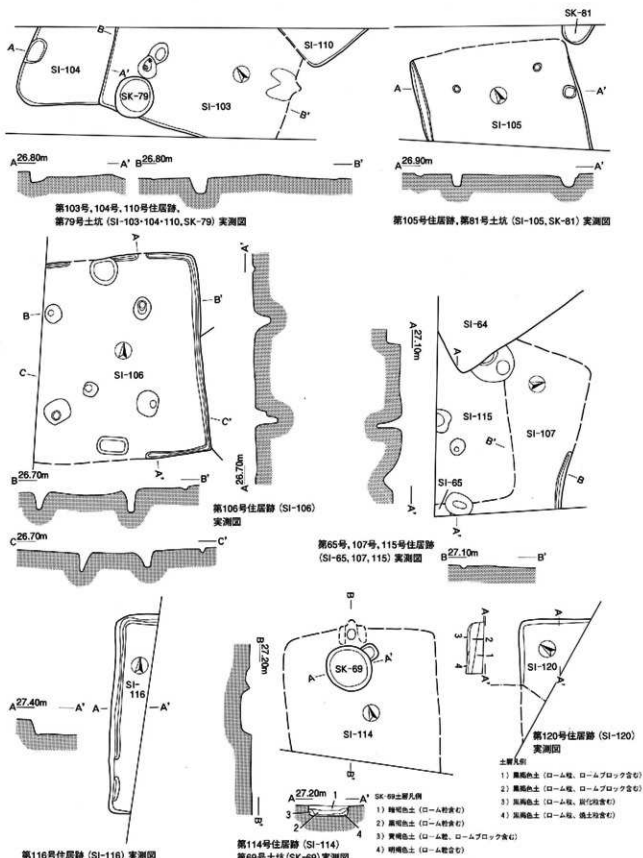 SK-81
A
B
SI-110
SI-104
A'
SK-79
SI-103
B'
A
A'
SI-105
A 26.80m
A'
B 26.80m
B'
A 26.90m
A'
第103号, 104号, 110号住居跡,
第79号土坑 (SI-103・104・110, SK-79) 実測図
第105号住居跡, 第81号土坑 (SI-105, SK-81) 実測図
A
B
B'
C
SI-106
C'
A'
A'
A 26.70m
B 26.70m
B'
第106号住居跡 (SI-106)
実測図
C 26.70m
C'
SI-64
A 27.10m
A
SI-115
SI-107
B'
B
SI-65
A'
A'
第65号, 107号, 115号住居跡
(SI-65, 107, 115) 実測図
B 27.10m
B'
SI-116
A
A'
A 27.40m
A'
第116号住居跡 (SI-116) 実測図
B
B 27.20m
SK-69
A
A'
SI-114
B'
B'
A 27.20m
A'
1
2
3
4
第114号住居跡 (SI-114)
第69号土坑 (SK-69) 実測図
SK-69土層凡例
1) 暗褐色土 (ローム粒含む)
2) 黒褐色土 (ローム粒含む)
3) 黄褐色土 (ローム粒、ロームブロック含む)
4) 明褐色土 (ローム粒含む)
A
3
2
1
4
A'
A
SI-120
A'
第120号住居跡 (SI-120)
実測図
土層凡例
1) 黒褐色土 (ローム粒、ロームブロック含む)
2) 黒褐色土 (ローム粒、ロームブロック含む)
3) 黒褐色土 (ローム粒、炭化粒含む)
4) 黒褐色土 (ローム粒、焼土粒含む)